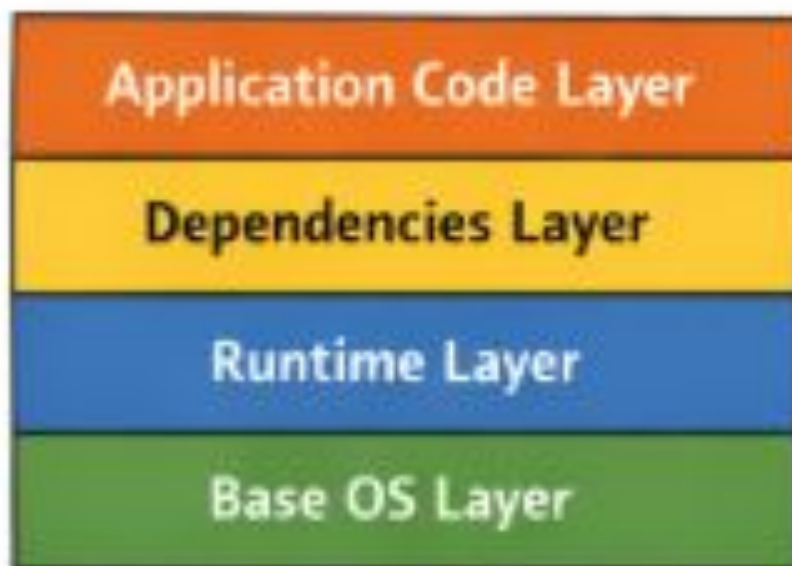 Application Code Layer
Dependencies Layer
Runtime Layer
Base OS Layer